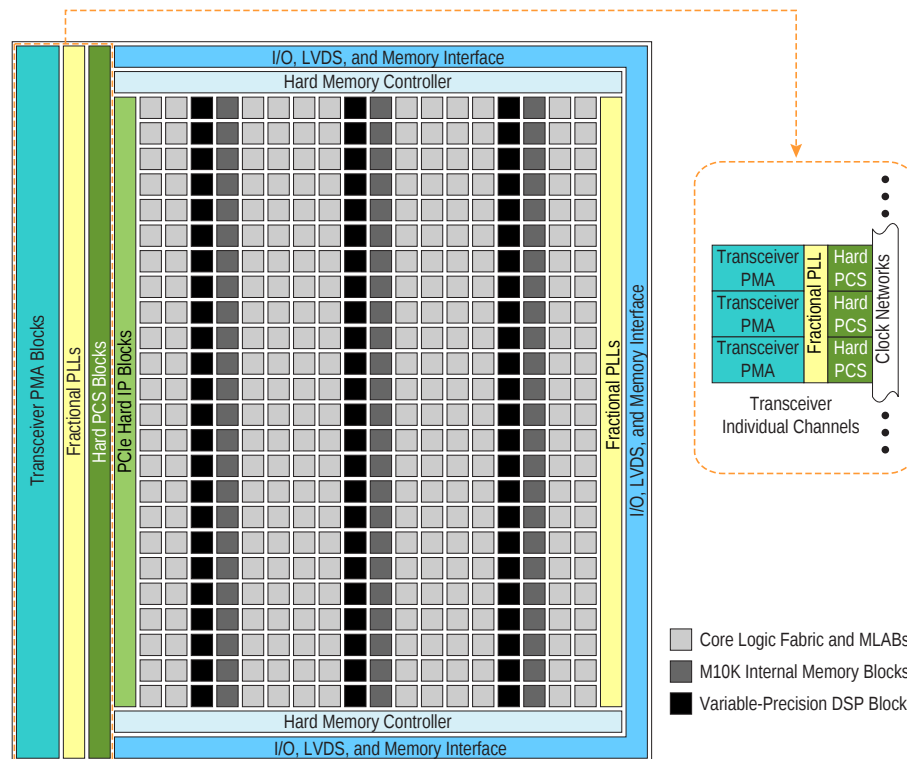 I/O, LVDS, and Memory Interface
Hard Memory Controller
Transceiver PMA Blocks
Fractional PLLs
Hard PCS Blocks
PCIe Hard IP Blocks
Fractional PLLs
I/O, LVDS, and Memory Interface
Hard Memory Controller
I/O, LVDS, and Memory Interface
Transceiver
PMA
Transceiver
PMA
Transceiver
PMA
Fractional PLL
Hard
PCS
Hard
PCS
Hard
PCS
Clock Networks
Transceiver
Individual Channels
Core Logic Fabric and MLABs
M10K Internal Memory Blocks
Variable-Precision DSP Block